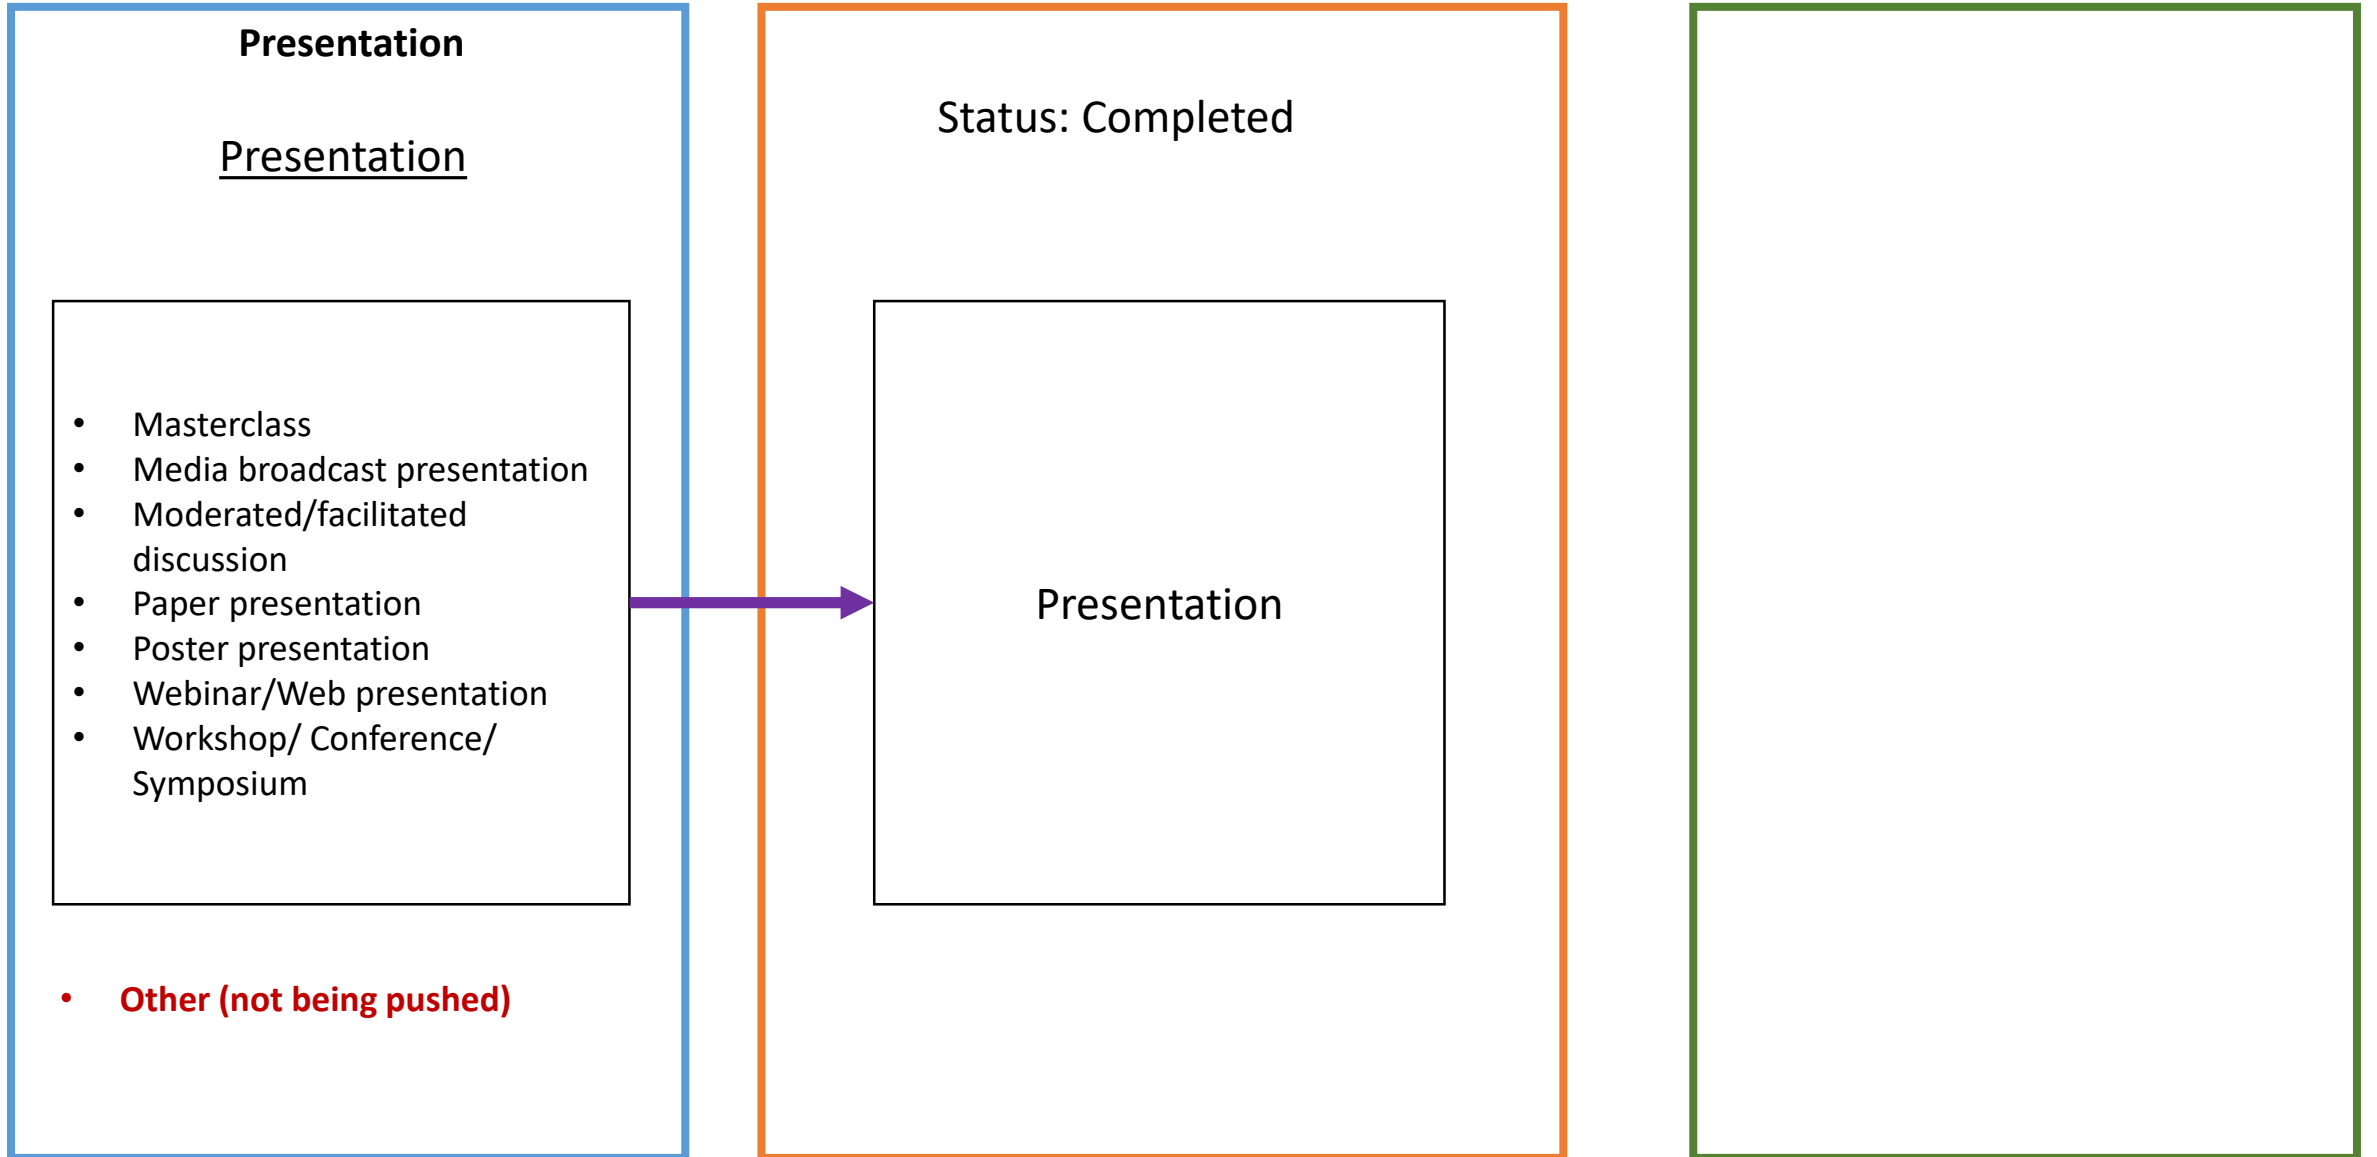 Presentation
Presentation
• Masterclass
• Media broadcast presentation
• Moderated/facilitated
discussion
• Paper presentation
• Poster presentation
• Webinar/Web presentation
• Workshop/ Conference/
Symposium
• Other (not being pushed)
Status: Completed
Presentation